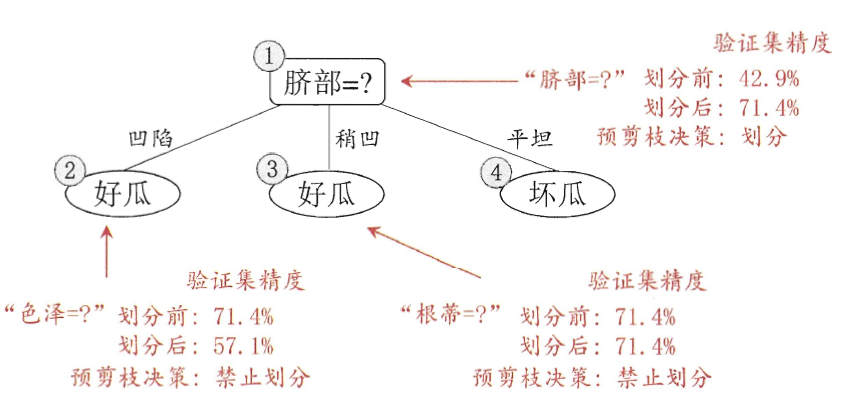 验证集精度
①
脐部=?
“脐部=?” 划分前: 42.9%
划分后: 71.4%
预剪枝决策: 划分
凹陷
稍凹
平坦
②
好瓜
③
好瓜
④
坏瓜
验证集精度
“色泽=?” 划分前: 71.4%
划分后: 57.1%
预剪枝决策: 禁止划分
验证集精度
“根蒂=?” 划分前: 71.4%
划分后: 71.4%
预剪枝决策: 禁止划分